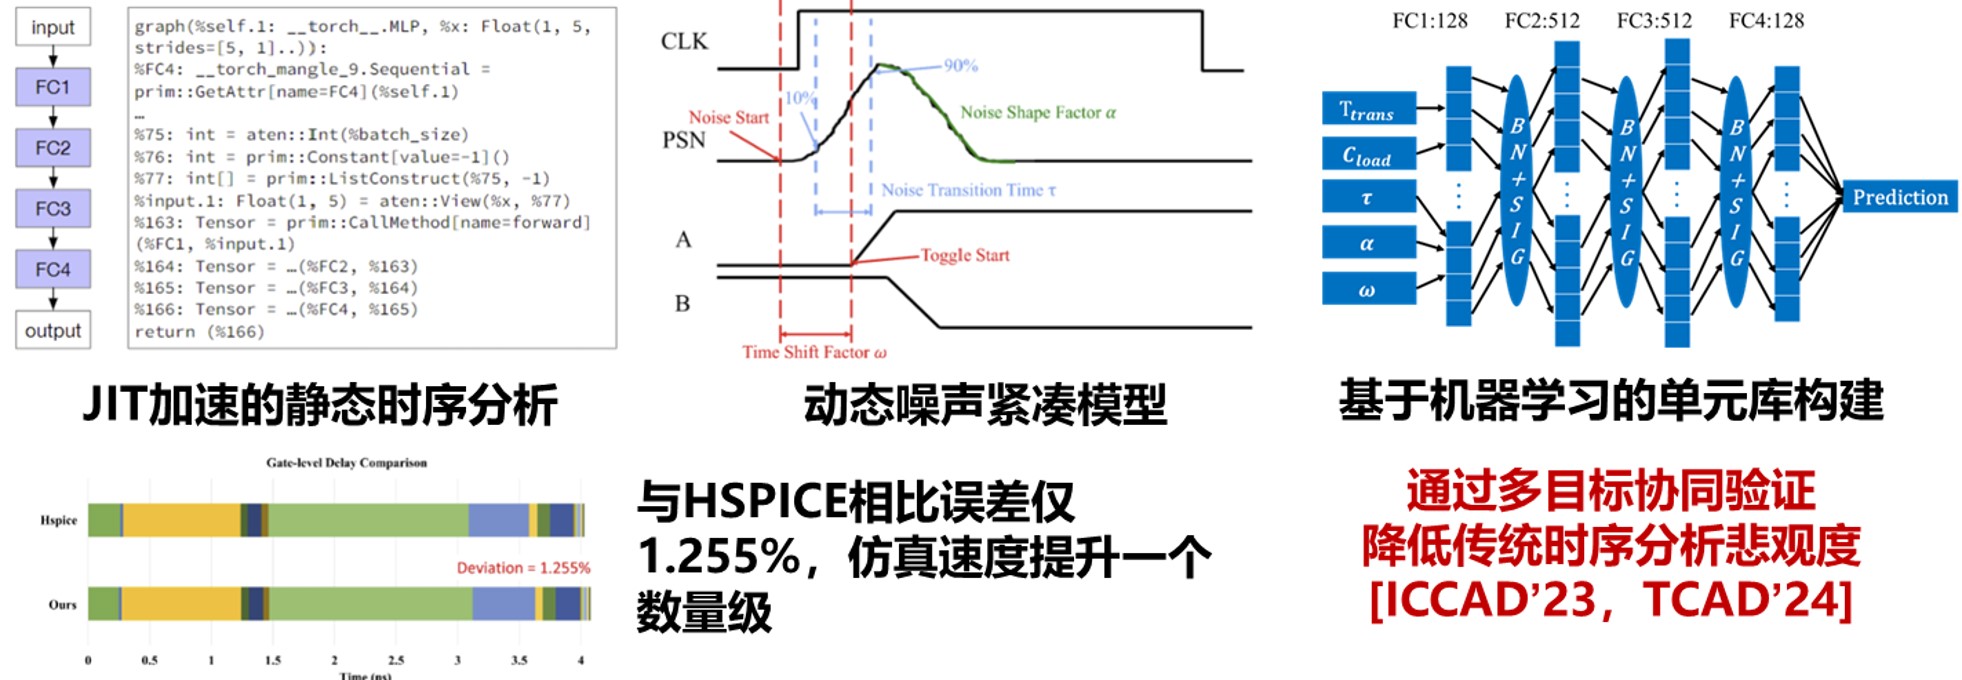 input
FC1
FC2
FC3
FC4
output
graph(%self.1: __torch__.MLP, %x: Float(1, 5,
strides=[5, 1]..)):
%FC4: __torch_mangle_9.Sequential =
prim::GetAttr[name=FC4](%self.1)
…
%75: int = aten::Int(%batch_size)
%76: int = prim::Constant[value=-1]()
%77: int[] = prim::ListConstruct(%75, -1)
%input.1: Float(1, 5) = aten::View(%x, %77)
%163: Tensor = prim::CallMethod[name=forward]
(%FC1, %input.1)
%164: Tensor = …(%FC2, %163)
%165: Tensor = …(%FC3, %164)
%166: Tensor = …(%FC4, %165)
return (%166)
JIT加速的静态时序分析
CLK
90%
10%
Noise Start
Noise Shape Factor α
PSN
Noise Transition Time τ
A
Toggle Start
B
Time Shift Factor ω
动态噪声紧凑模型
FC1:128 FC2:512 FC3:512 FC4:128
Ttrans
Cload
τ
α
ω
BN+SIG
BN+SIG
BN+SIG
Prediction
基于机器学习的单元库构建
Gate-level Delay Comparison
Hspice
Deviation = 1.255%
Ours
0 0.5 1 1.5 2 2.5 3 3.5 4
Time (ns)
与HSPICE相比误差仅
1.255%，仿真速度提升一个
数量级
通过多目标协同验证
降低传统时序分析悲观度
[ICCAD’23，TCAD’24]